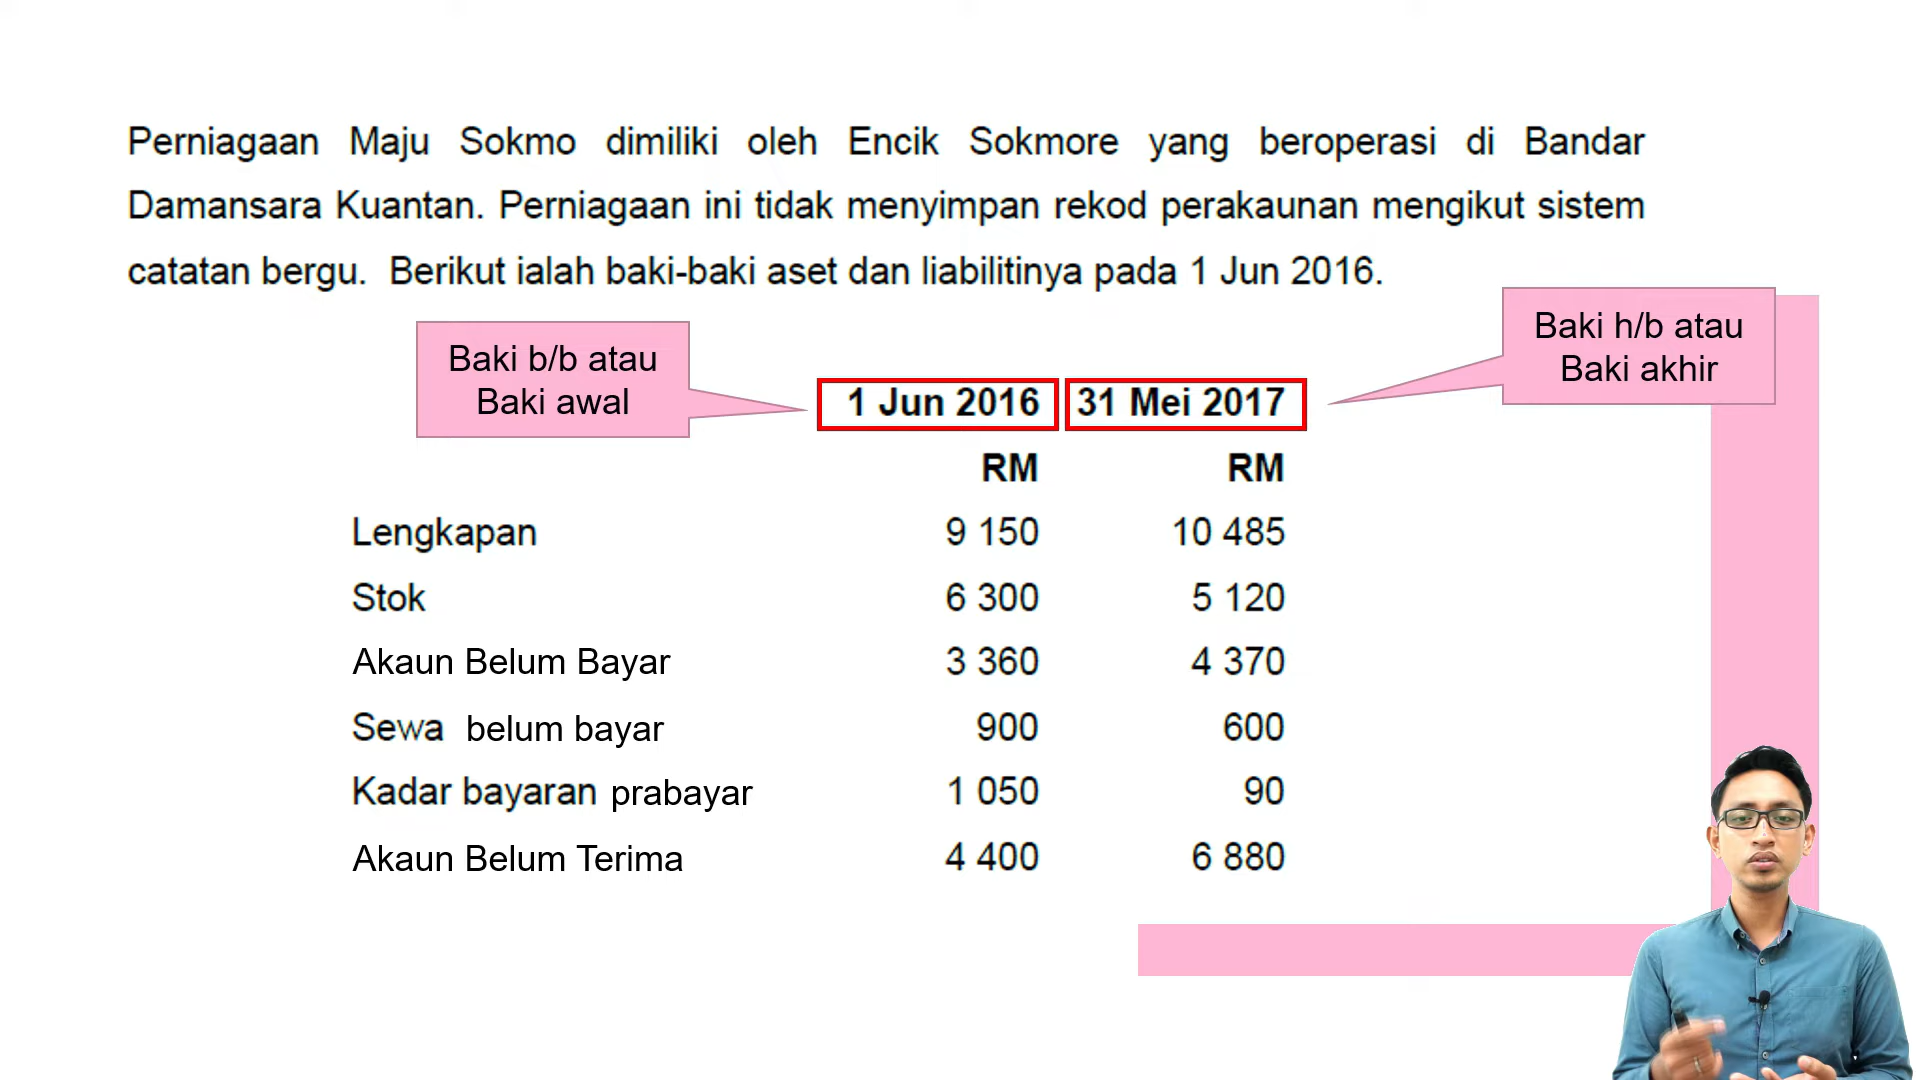 Perniagaan Maju Sokmo dimiliki oleh Encik Sokmore yang beroperasi di Bandar
Damansara Kuantan. Perniagaan ini tidak menyimpan rekod perakaunan mengikut sistem
catatan bergu. Berikut ialah baki-baki aset dan liabilitinya pada 1 Jun 2016.
Baki b/b atau
Baki awal
Baki h/b atau
Baki akhir
1 Jun 2016 31 Mei 2017
RM RM
Lengkapan 9 150 10 485
Stok 6 300 5 120
Akaun Belum Bayar 3 360 4 370
Sewa belum bayar 900 600
Kadar bayaran prabayar 1 050 90
Akaun Belum Terima 4 400 6 880